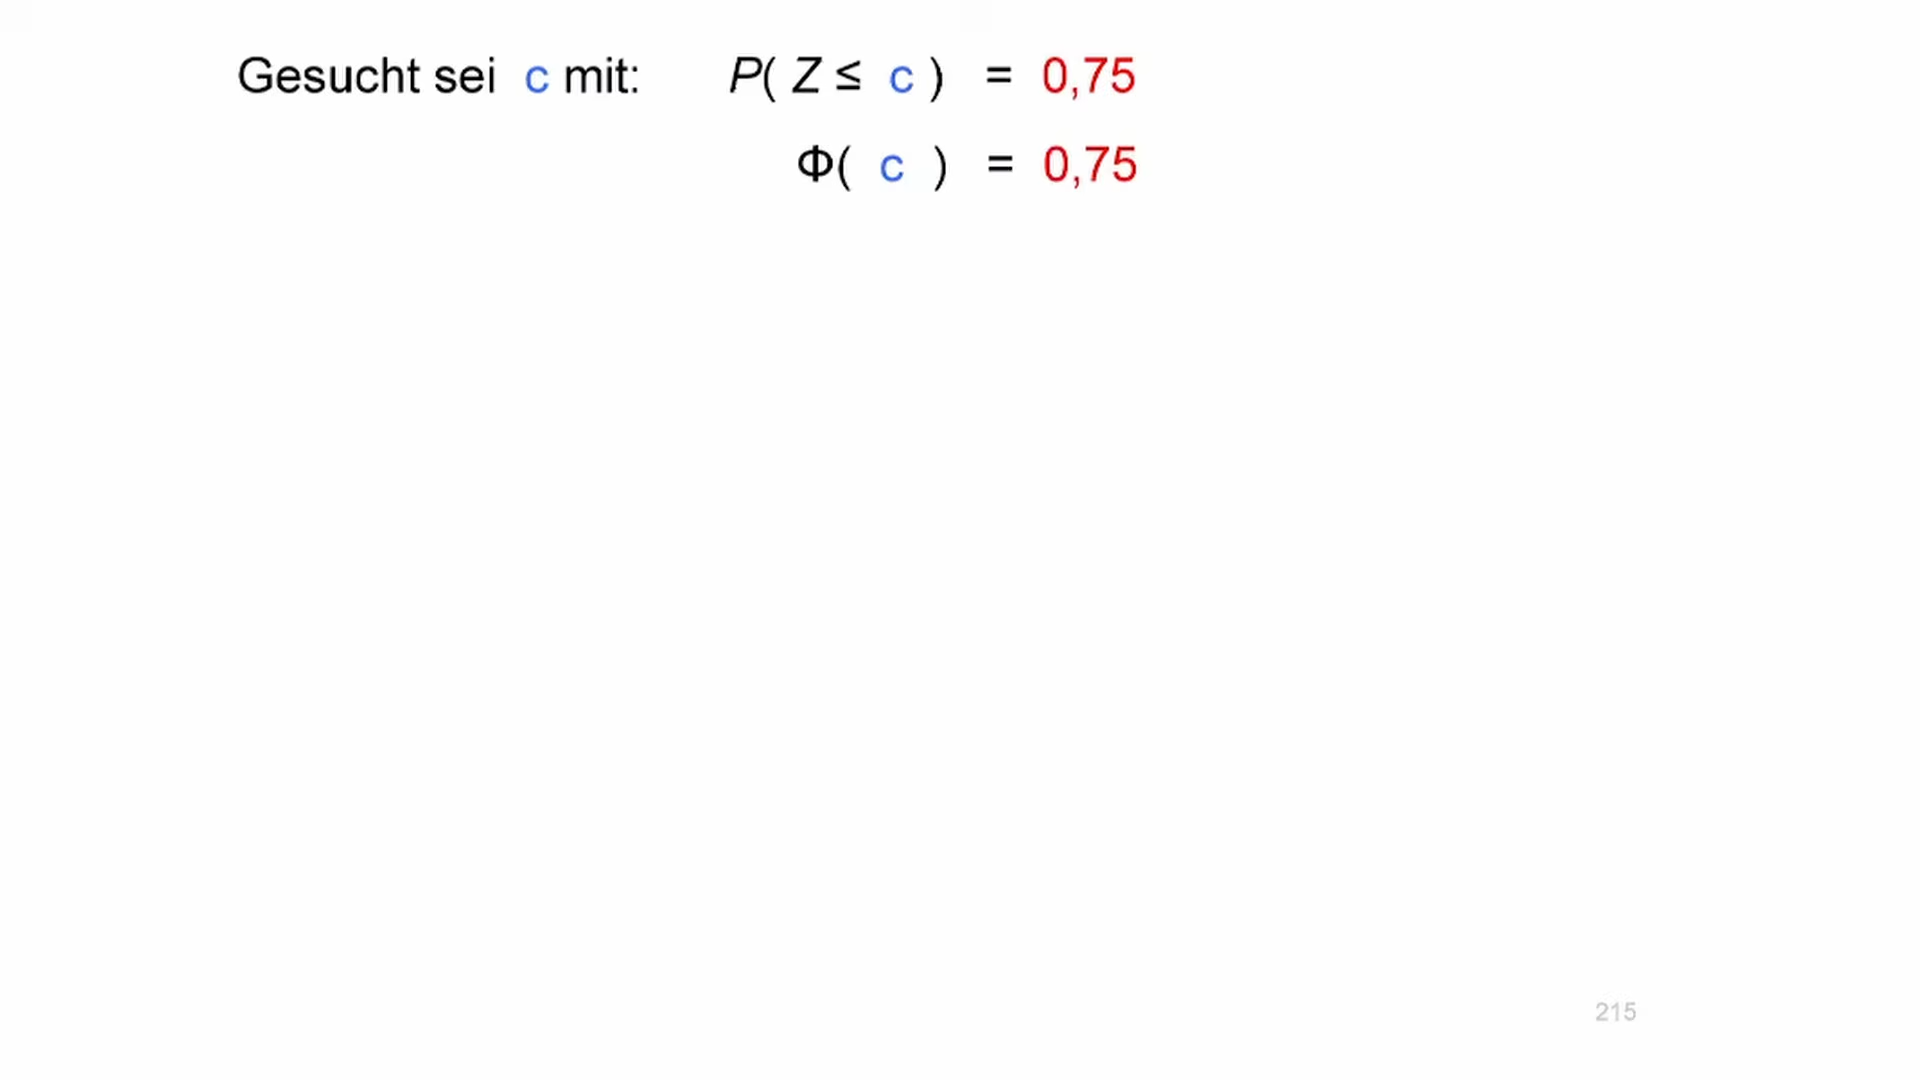 Gesucht sei c mit: P( Z ≤ c ) = 0,75
Φ( c ) = 0,75
215